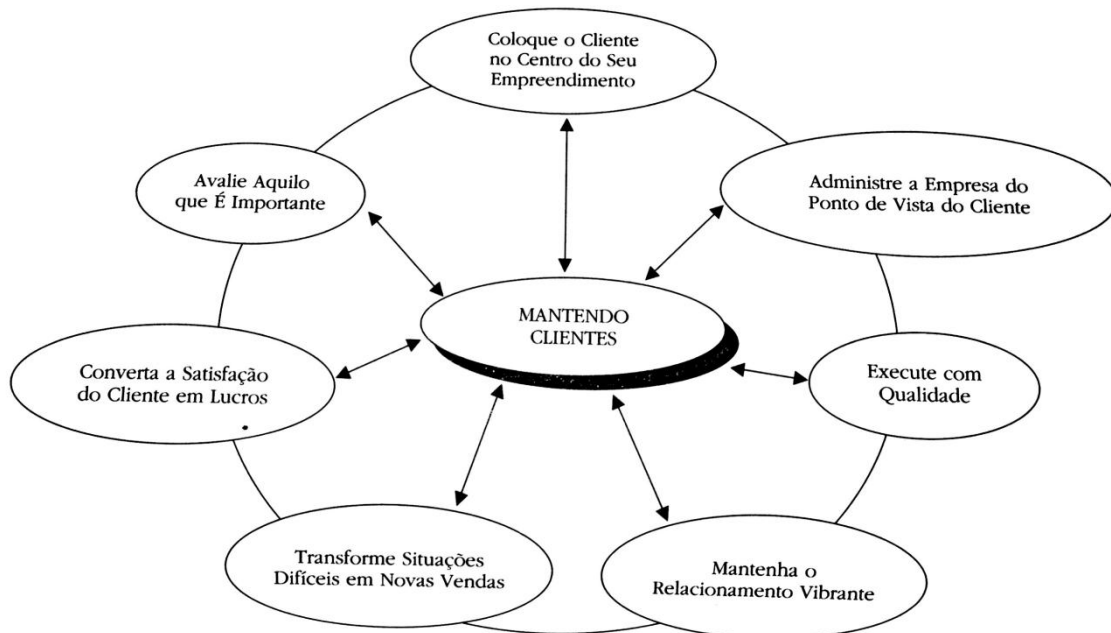 Coloque o Cliente
no Centro do Seu
Empreendimento
Administre a Empresa do
Ponto de Vista do Cliente
Avalie Aquilo
que É Importante
MANTENDO
CLIENTES
Converta a Satisfação
do Cliente em Lucros
Execute com
Qualidade
Transforme Situações
Difíceis em Novas Vendas
Mantenha o
Relacionamento Vibrante